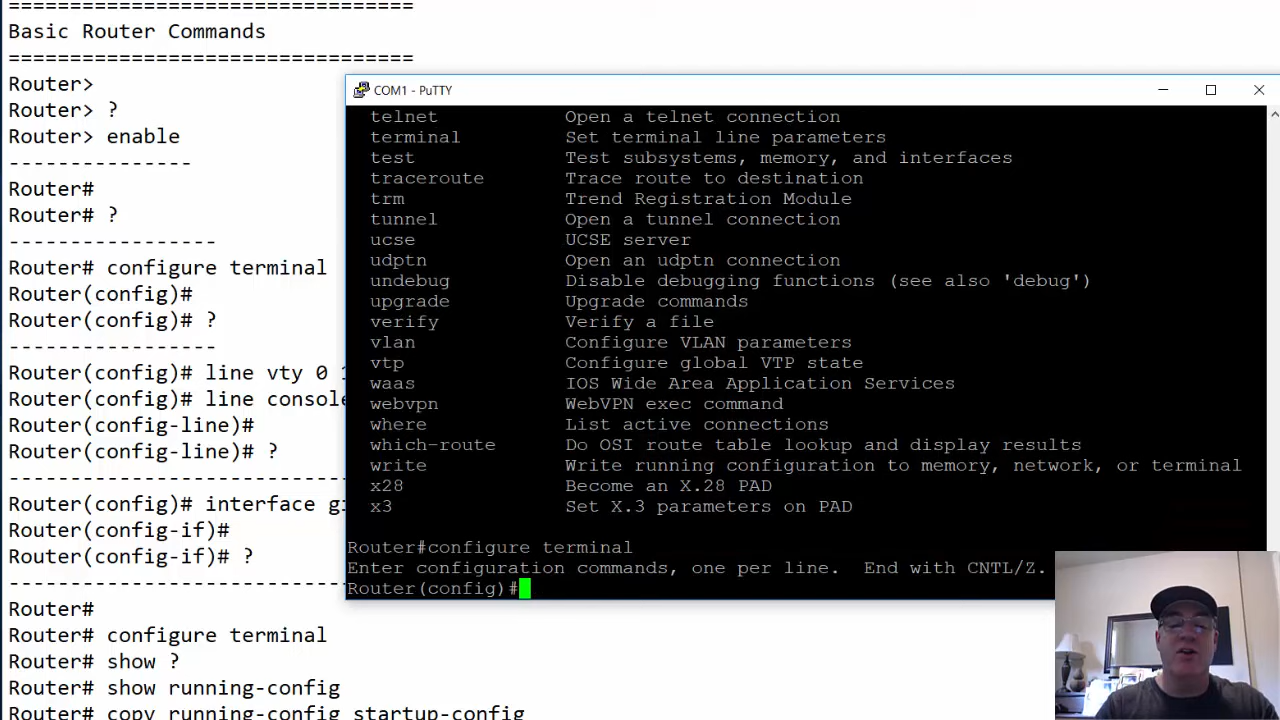 ==================================
Basic Router Commands
==================================
Router>
Router> ?
Router> enable
---------------
Router#
Router# ?
-----------------
Router# configure terminal
Router(config)#
Router(config)# ?
-----------------
Router(config)# line vty 0
Router(config)# line console
Router(config-line)#
Router(config-line)# ?
Router(config)# interface
Router(config-if)#
Router(config-if)# ?
Router#
Router# configure terminal
Router# show ?
Router# show running-config
Router# copy running-config startup-config
COM1 - PuTTY
telnet Open a telnet connection
terminal Set terminal line parameters
test Test subsystems, memory, and interfaces
traceroute Trace route to destination
trm Trend Registration Module
tunnel Open a tunnel connection
ucse UCSE server
udptn Open an udptn connection
undebug Disable debugging functions (see also 'debug')
upgrade Upgrade commands
verify Verify a file
vlan Configure VLAN parameters
vtp Configure global VTP state
waas IOS Wide Area Application Services
webvpn WebVPN exec command
where List active connections
which-route Do OSI route table lookup and display results
write Write running configuration to memory, network, or terminal
x28 Become an X.28 PAD
x3 Set X.3 parameters on PAD
Router#configure terminal
Enter configuration commands, one per line. End with CNTL/Z.
Router(config)#